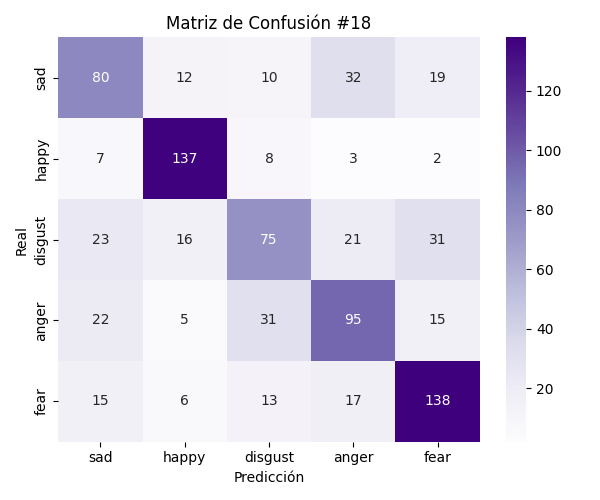 Matriz de Confusión #18
Real
sad 80 12 10 32 19
happy 7 137 8 3 2
disgust 23 16 75 21 31
anger 22 5 31 95 15
fear 15 6 13 17 138
sad happy disgust anger fear
Predicción
120
100
80
60
40
20